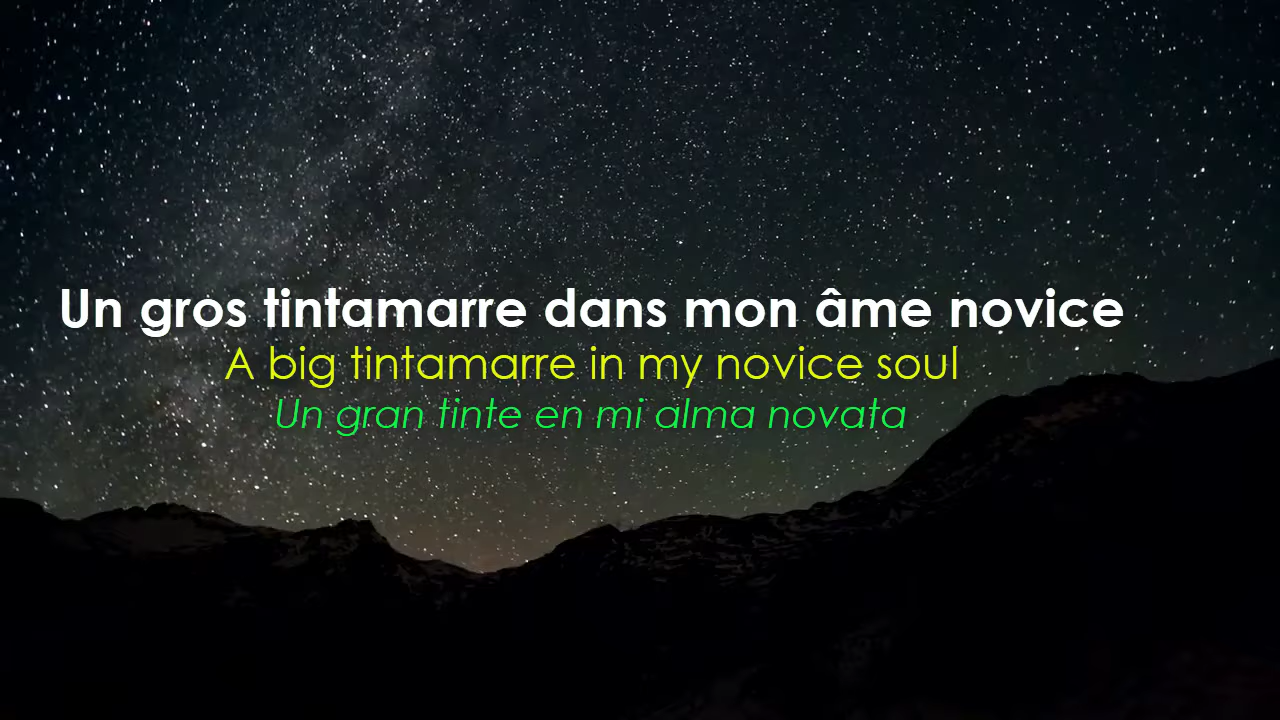 Un gros tintamarre dans mon âme novice
A big tintamarre in my novice soul
Un gran tinte en mi alma novata